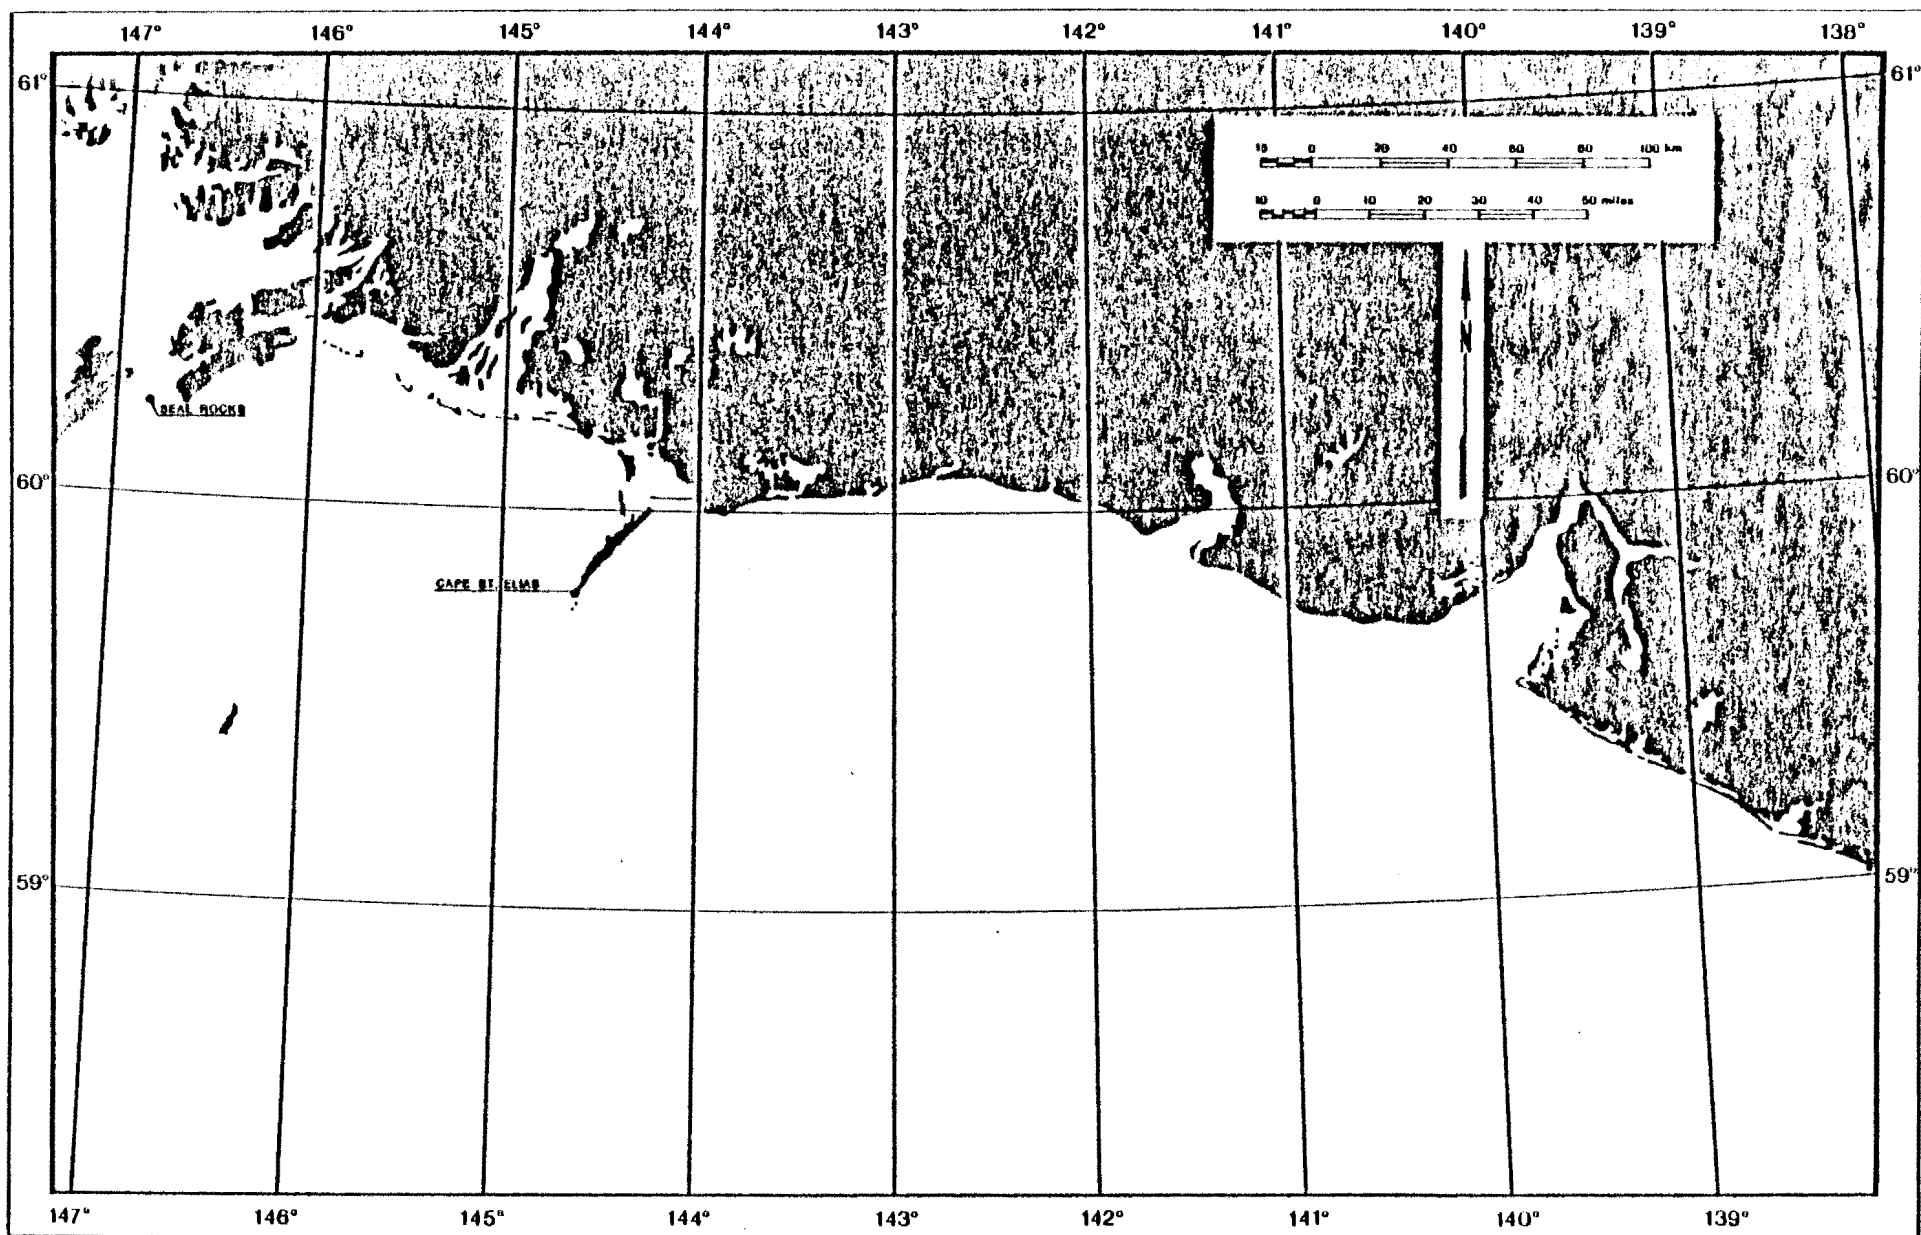 147° 146° 145° 144° 143° 142° 141° 140° 139° 138°
61° 61°
10 0 20 40 60 80 100 km
10 0 10 20 30 40 50 miles
N
SEAL ROCKS
60° 60°
CAPE ST. ELIAS
59° 59°
147° 146° 145° 144° 143° 142° 141° 140° 139°